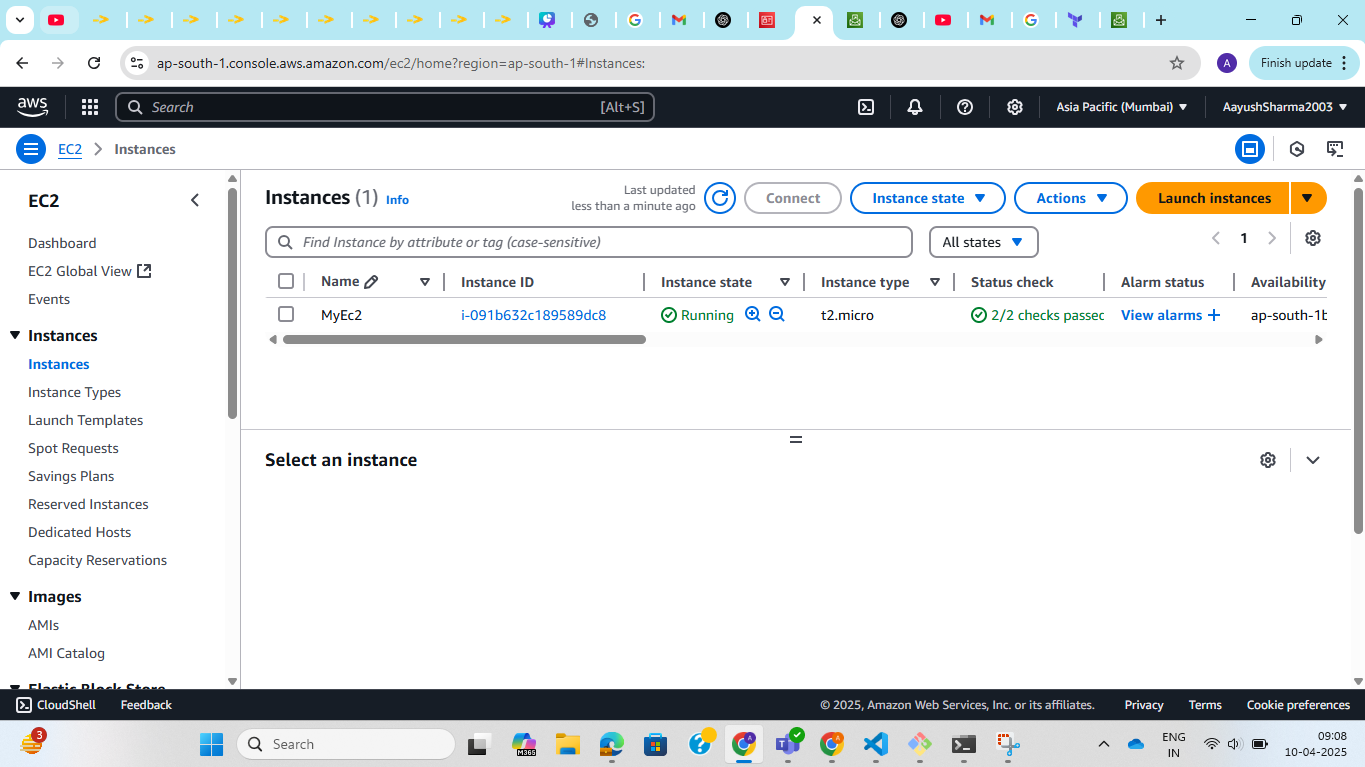 ap-south-1.console.aws.amazon.com/ec2/home?region=ap-south-1#Instances:
A
Finish update
aws
Search
[Alt+S]
Asia Pacific (Mumbai)
AayushSharma2003
EC2
Instances
EC2
Dashboard
EC2 Global View
Events
Instances
Instances
Instance Types
Launch Templates
Spot Requests
Savings Plans
Reserved Instances
Dedicated Hosts
Capacity Reservations
Images
AMIs
AMI Catalog
Elastic Block Store
Instances (1) Info
Last updated
less than a minute ago
Connect
Instance state
Actions
Launch instances
Find Instance by attribute or tag (case-sensitive)
All states
1
Name
Instance ID
Instance state
Instance type
Status check
Alarm status
Availability
MyEc2
i-091b632c189589dc8
Running
t2.micro
2/2 checks passed
View alarms +
ap-south-1b
Select an instance
CloudShell
Feedback
© 2025, Amazon Web Services, Inc. or its affiliates.
Privacy
Terms
Cookie preferences
3
Search
M365
ENG
IN
09:08
10-04-2025